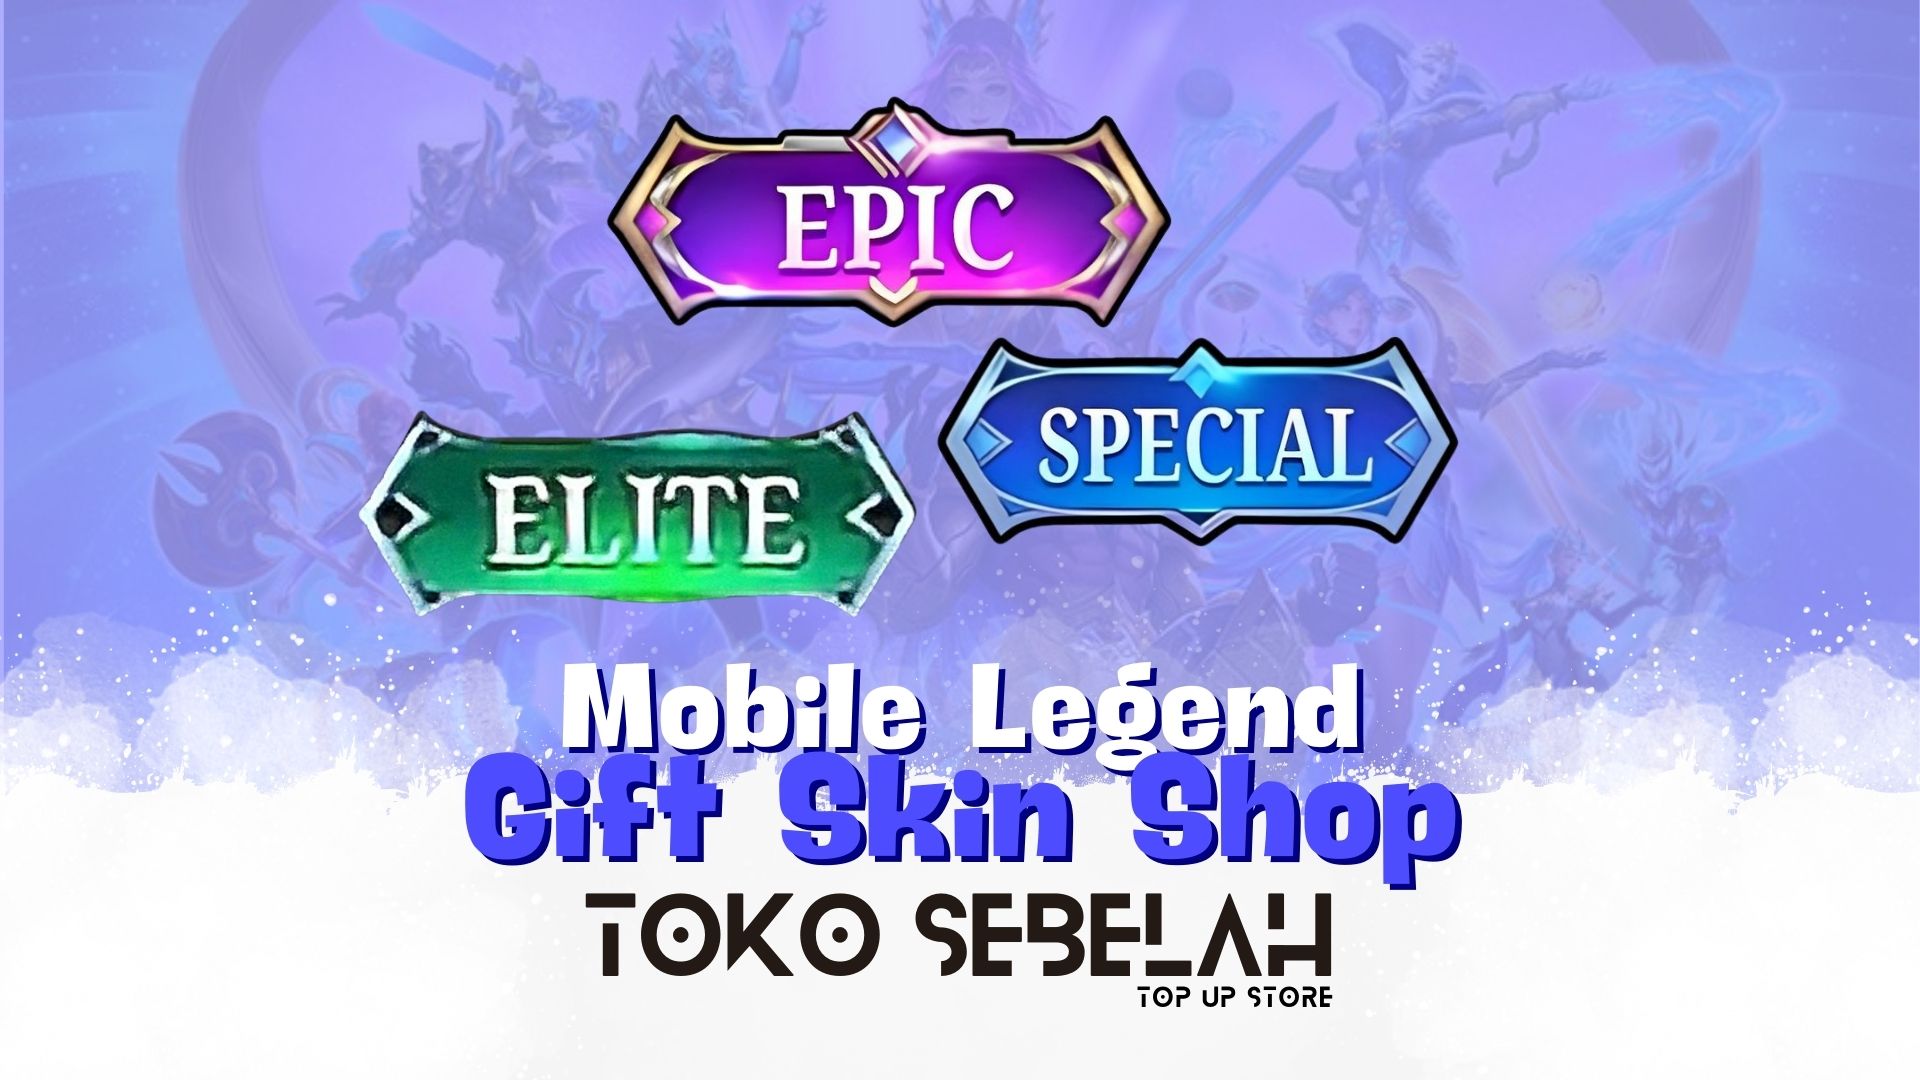 EPIC
SPECIAL
ELITE
Mobile Legend
Gift Skin Shop
TOKO SEBELAH
TOP UP STORE